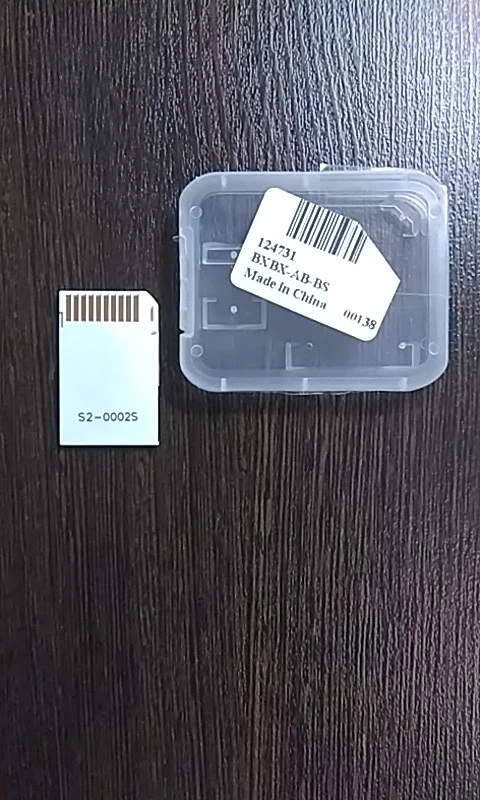 124731
BXBX-AB-BS
Made in China 00138
S2-0002S